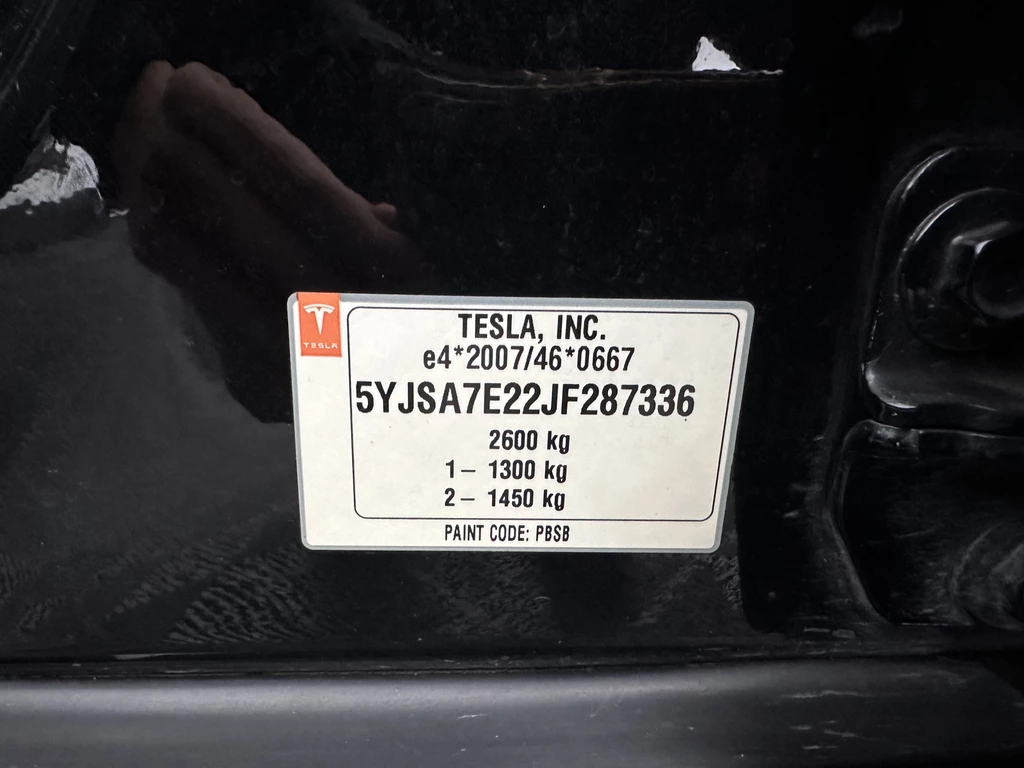 TESLA
TESLA, INC.
e4*2007/46*0667
5YJSA7E22JF287336
2600 kg
1– 1300 kg
2– 1450 kg
PAINT CODE: PBSB